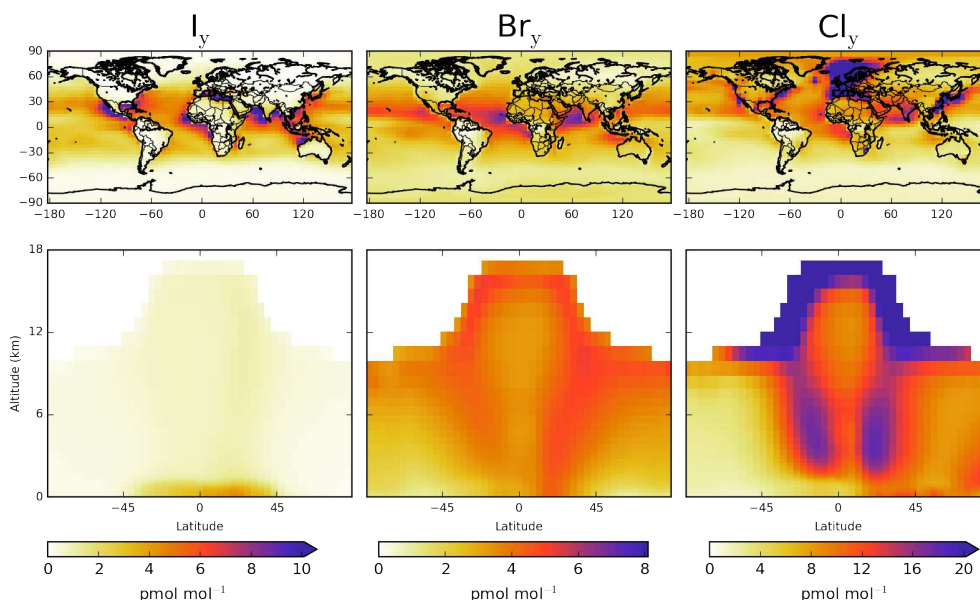 I_y Br_y Cl_y
90
60
30
0
−30
−60
−90
−180 −120 −60 0 60 120 −180 −120 −60 0 60 120 −180 −120 −60 0 60 120
18
12
6
0
Altitude (km)
−45 0 45 −45 0 45 −45 0 45
Latitude Latitude Latitude
0 2 4 6 8 10 0 2 4 6 8 0 4 8 12 16 20
pmol mol⁻¹ pmol mol⁻¹ pmol mol⁻¹